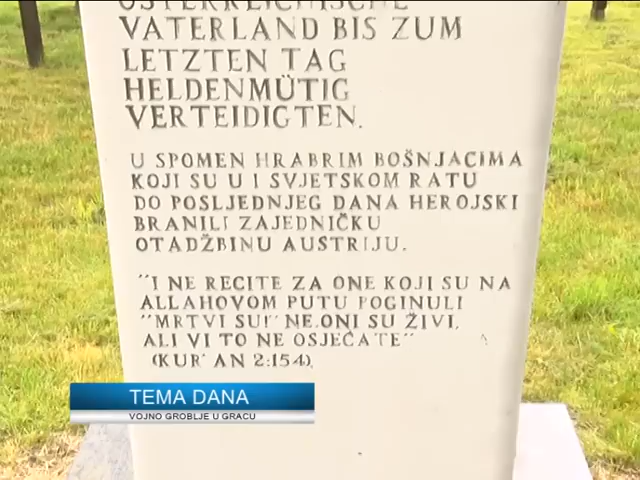 ÖSTERREICHISCHE
VATERLAND BIS ZUM
LETZTEN TAG
HELDENMÜTIG
VERTEIDIGTEN.
U SPOMEN HRABRIM BOŠNJACIMA
KOJI SU U I SVJETSKOM RATU
DO POSLJEDNJEG DANA HEROJSKI
BRANILI ZAJEDNIČKU
OTADŽBINU AUSTRIJU.
"I NE RECITE ZA ONE KOJI SU NA
ALLAHOVOM PUTU POGINULI
"MRTVI SU!" NE.ONI SU ŽIVI,
ALI VI TO NE OSJEĆATE"
(KUR'AN 2:154).
TEMA DANA
VOJNO GROBLJE U GRACU